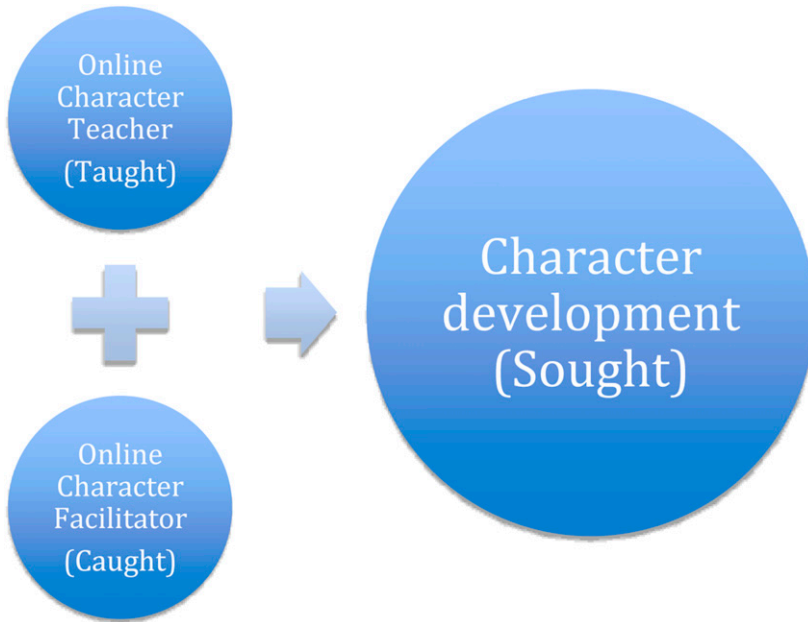 Online
Character
Teacher
(Taught)
Online
Character
Facilitator
(Caught)
Character
development
(Sought)